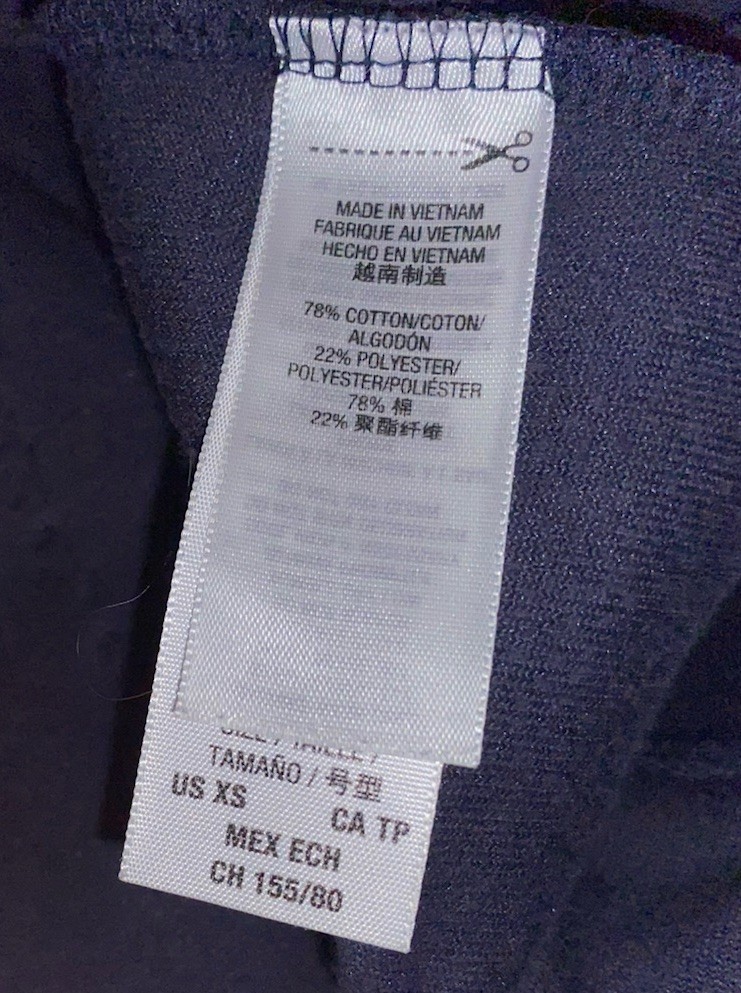 MADE IN VIETNAM
FABRIQUE AU VIETNAM
HECHO EN VIETNAM
越南制造
78% COTTON/COTON/
ALGODÓN
22% POLYESTER/
POLYESTER/POLIÉSTER
78% 棉
22% 聚酯纤维
SIZE / TAILLE /
TAMAÑO / 号型
US XS
CA TP
MEX ECH
CH 155/80